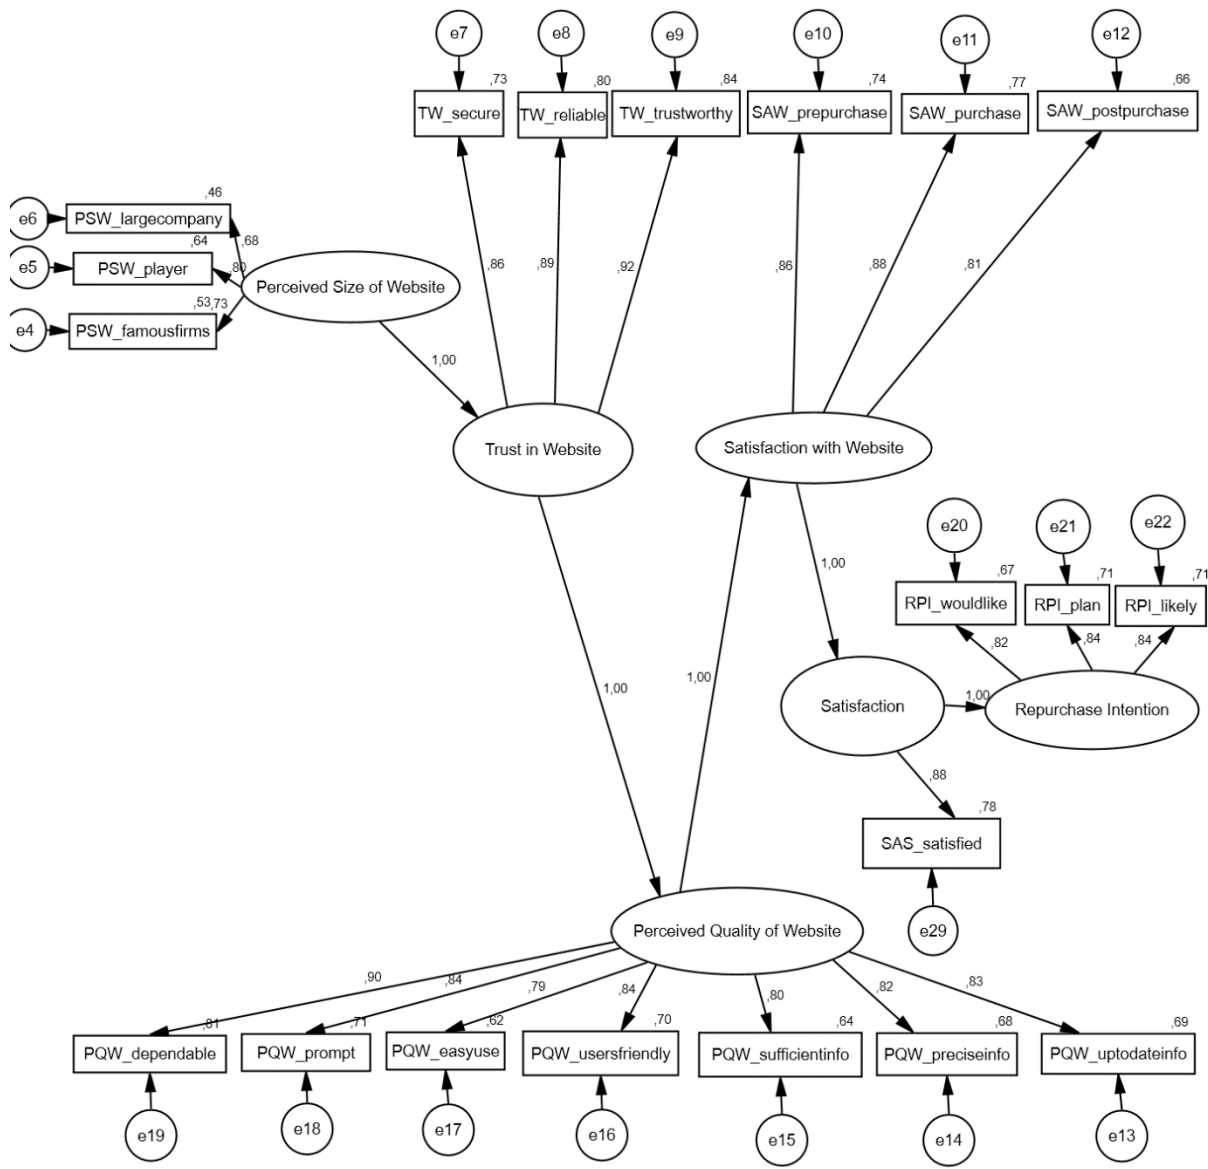 e7
e8
e9
e10
e11
e12
,73
,80
,84
,74
,77
,66
TW_secure
TW_reliable
TW_trustworthy
SAW_prepurchase
SAW_purchase
SAW_postpurchase
e6
PSW_largecompany
,46
,68
e5
PSW_player
,64
,80
e4
PSW_famousfirms
,53
,73
Perceived Size of Website
,86
,89
,92
,86
,88
,81
1,00
Trust in Website
Satisfaction with Website
e20
e21
e22
1,00
,67
,71
,71
RPI_wouldlike
RPI_plan
RPI_likely
,82
,84
,84
1,00
1,00
Satisfaction
1,00
Repurchase Intention
,88
,78
SAS_satisfied
e29
Perceived Quality of Website
,90
,84
,79
,84
,80
,82
,83
,81
,71
,62
,70
,64
,68
,69
PQW_dependable
PQW_prompt
PQW_easyuse
PQW_usersfriendly
PQW_sufficientinfo
PQW_preciseinfo
PQW_uptodateinfo
e19
e18
e17
e16
e15
e14
e13